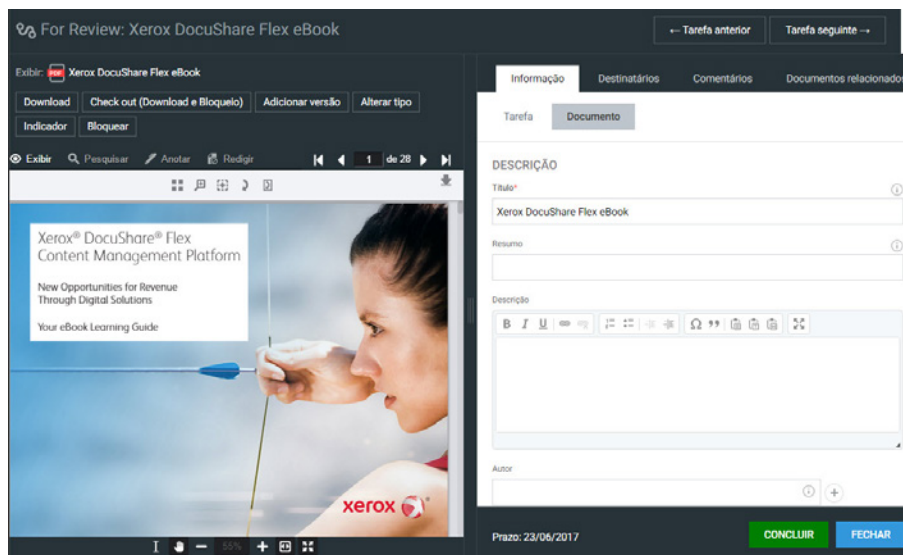 For Review: Xerox DocuShare Flex eBook
← Tarefa anterior
Tarefa seguinte →
Exibir: PDF Xerox DocuShare Flex eBook
Download
Check out (Download e Bloqueio)
Adicionar versão
Alterar tipo
Indicador
Bloquear
Exibir
Pesquisar
Anotar
Redigir
1 de 28
Xerox® DocuShare® Flex
Content Management Platform
New Opportunities for Revenue
Through Digital Solutions
Your eBook Learning Guide
xerox
55%
Informação
Destinatários
Comentários
Documentos relacionados
Tarefa
Documento
DESCRIÇÃO
Título*
Xerox DocuShare Flex eBook
Resumo
Descrição
B I U
Ω
Autor
Prazo: 23/06/2017
CONCLUIR
FECHAR